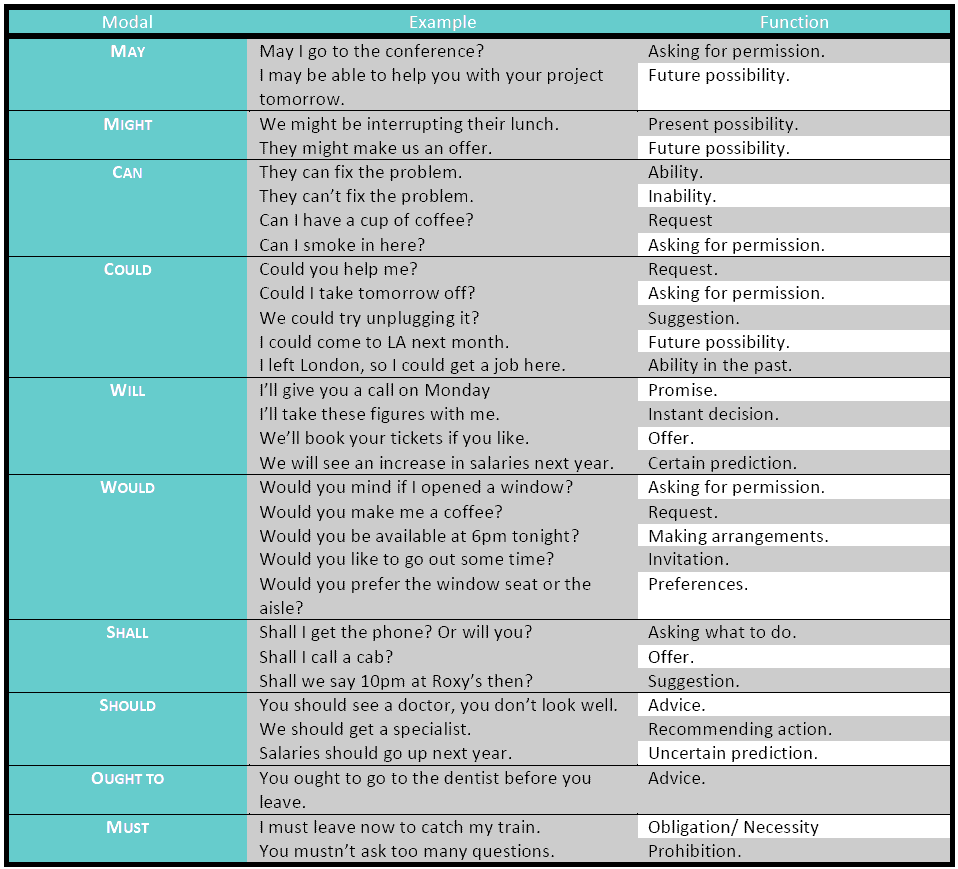 Modal Example Function
MAY May I go to the conference? Asking for permission.
I may be able to help you with your project Future possibility.
tomorrow.
MIGHT We might be interrupting their lunch. Present possibility.
They might make us an offer. Future possibility.
CAN They can fix the problem. Ability.
They can’t fix the problem. Inability.
Can I have a cup of coffee? Request
Can I smoke in here? Asking for permission.
COULD Could you help me? Request.
Could I take tomorrow off? Asking for permission.
We could try unplugging it? Suggestion.
I could come to LA next month. Future possibility.
I left London, so I could get a job here. Ability in the past.
WILL I’ll give you a call on Monday Promise.
I’ll take these figures with me. Instant decision.
We’ll book your tickets if you like. Offer.
We will see an increase in salaries next year. Certain prediction.
WOULD Would you mind if I opened a window? Asking for permission.
Would you make me a coffee? Request.
Would you be available at 6pm tonight? Making arrangements.
Would you like to go out some time? Invitation.
Would you prefer the window seat or the Preferences.
aisle?
SHALL Shall I get the phone? Or will you? Asking what to do.
Shall I call a cab? Offer.
Shall we say 10pm at Roxy’s then? Suggestion.
SHOULD You should see a doctor, you don’t look well. Advice.
We should get a specialist. Recommending action.
Salaries should go up next year. Uncertain prediction.
OUGHT TO You ought to go to the dentist before you Advice.
leave.
MUST I must leave now to catch my train. Obligation/ Necessity
You mustn’t ask too many questions. Prohibition.